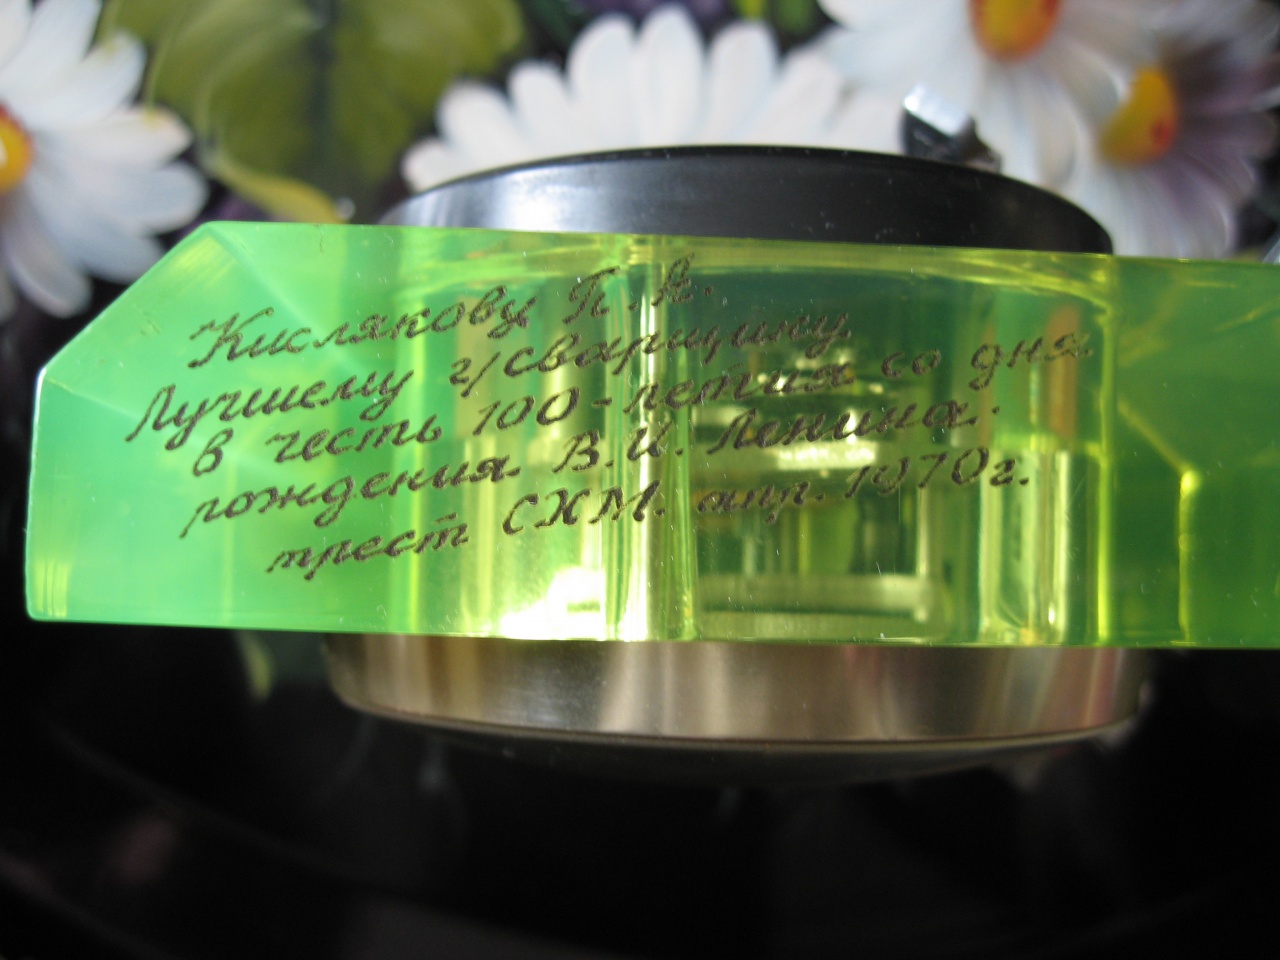 Кислякову П. А.
Лучшему г/сварщику
в честь 100-летия со дня
рождения В. И. Ленина.
трест СХМ. апр. 1970г.